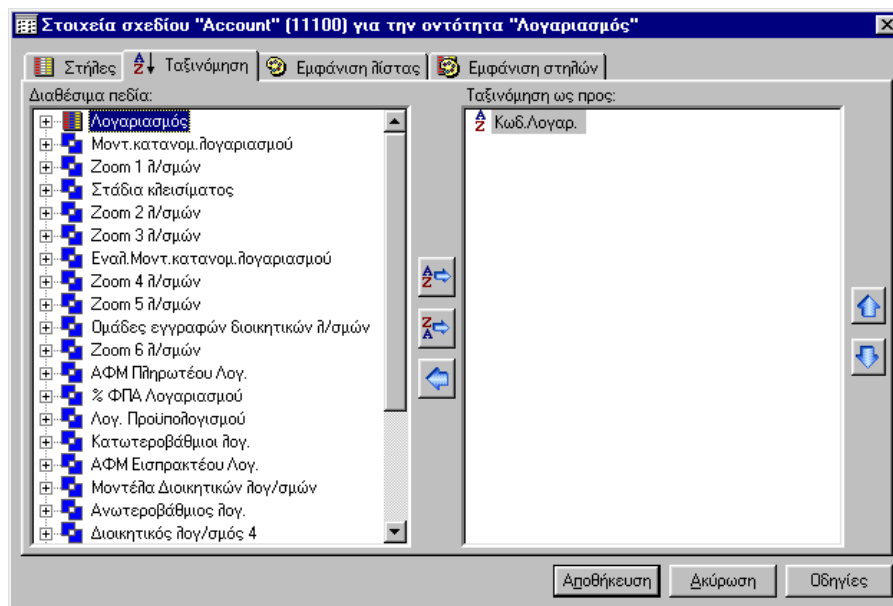 Στοιχεία σχεδίου "Account" (11100) για την οντότητα "Λογαριασμός"
Στήλες Ταξινόμηση Εμφάνιση λίστας Εμφάνιση στηλών
Διαθέσιμα πεδία:
Λογαριασμός
Μοντ.κατανομ.λογαριασμού
Zoom 1 λ/σμών
Στάδια κλεισίματος
Zoom 2 λ/σμών
Zoom 3 λ/σμών
Εναλ.Μοντ.κατανομ.λογαριασμού
Zoom 4 λ/σμών
Zoom 5 λ/σμών
Ομάδες εγγραφών διοικητικών λ/σμών
Zoom 6 λ/σμών
ΑΦΜ Πληρωτέου Λογ.
% ΦΠΑ Λογαριασμού
Λογ. Προϋπολογισμού
Κατωτεροβάθμιοι λογ.
ΑΦΜ Εισπρακτέου Λογ.
Μοντέλα Διοικητικών λογ/σμών
Ανωτεροβάθμιος λογ.
Διοικητικός λογ/σμός 4
Ταξινόμηση ως προς:
Κωδ.Λογαρ.
Αποθήκευση Ακύρωση Οδηγίες